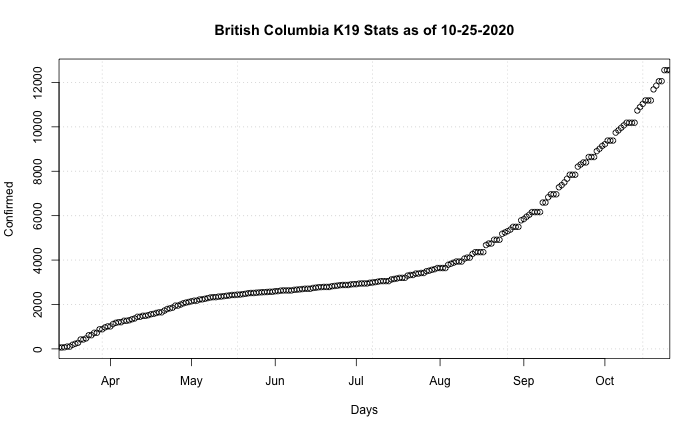 British Columbia K19 Stats as of 10-25-2020
12000
10000
8000
6000
4000
2000
0
Confirmed
Apr May Jun Jul Aug Sep Oct
Days